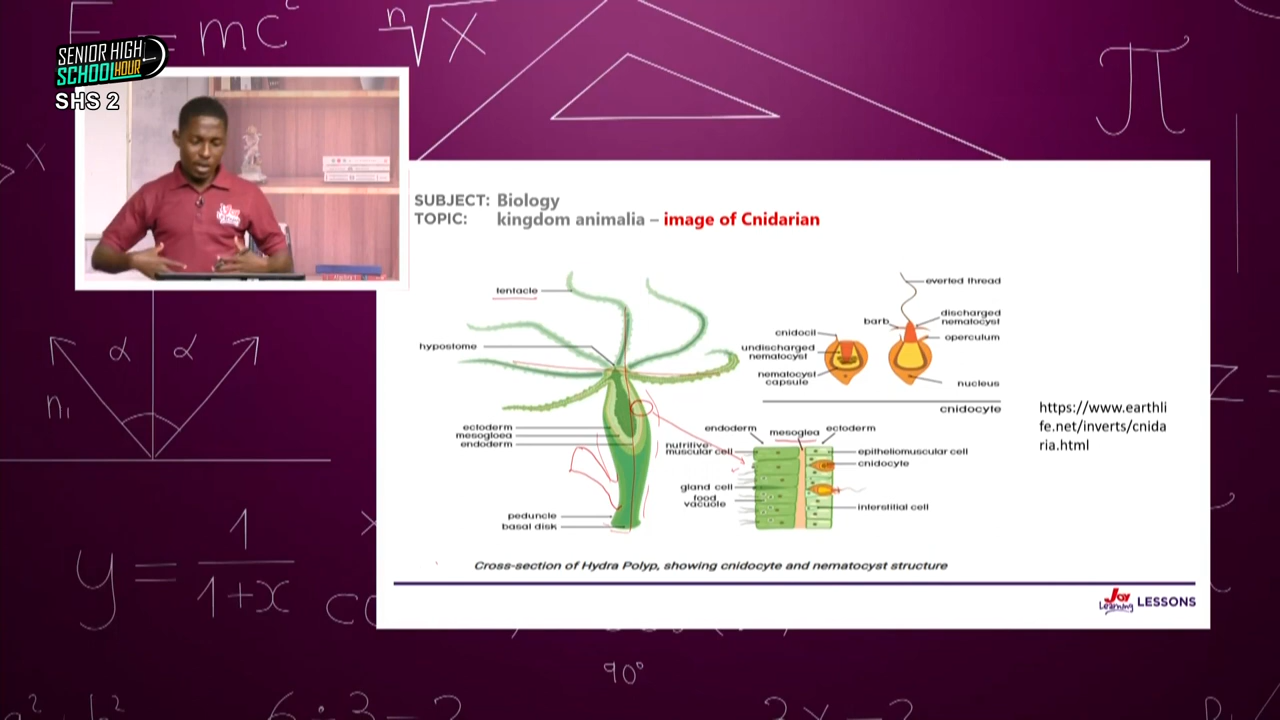 E = mc²
n√x
π
SENIOR HIGH
SCHOOL HOUR
SHS 2
x
SUBJECT: Biology
TOPIC: kingdom animalia – image of Cnidarian
tentacle
hypostome
ectoderm
mesogloea
endoderm
peduncle
basal disk
everted thread
discharged
nematocyst
barb
operculum
cnidocil
undischarged
nematocyst
nematocyst
capsule
nucleus
cnidocyte
endoderm
mesoglea
ectoderm
nutritive-
muscular cell
epitheliomuscular cell
cnidocyte
gland cell
food
vacuole
interstitial cell
https://www.earthli
fe.net/inverts/cnida
ria.html
Cross-section of Hydra Polyp, showing cnidocyte and nematocyst structure
Joy
Learning LESSONS
α α
n₁
y = 1/1+x
90°